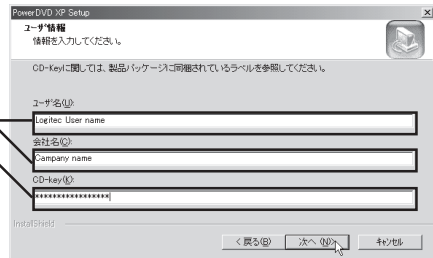 PowerDVD XP Setup
ユーザ情報
情報を入力してください。
CD-Keyに関しては、製品パッケージに同梱されているラベルを参照してください。
ユーザ名(U):
Logitec User name
会社名(C):
Campany name
CD-key(K):
*****************
InstallShield
< 戻る(B)
次へ (N)>
キャンセル